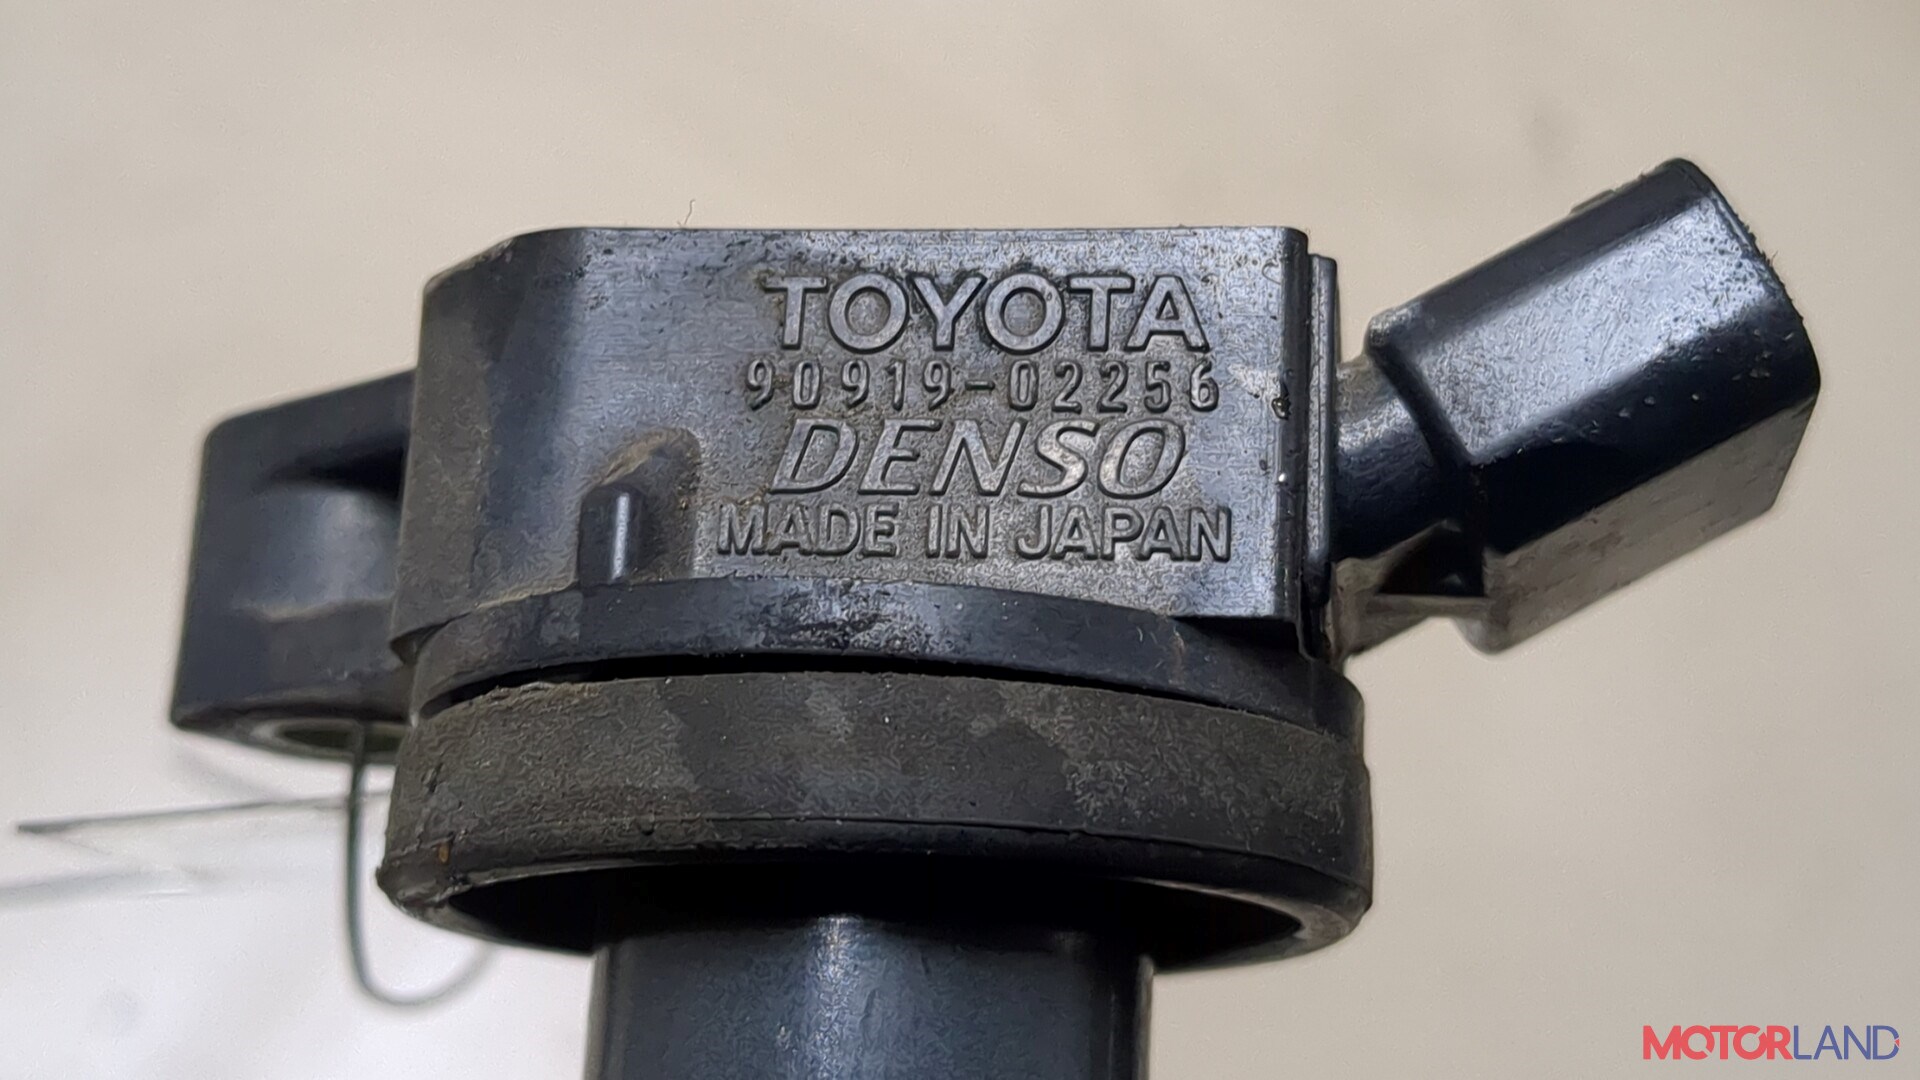 TOYOTA
90919-02256
DENSO
MADE IN JAPAN
MOTORLAND